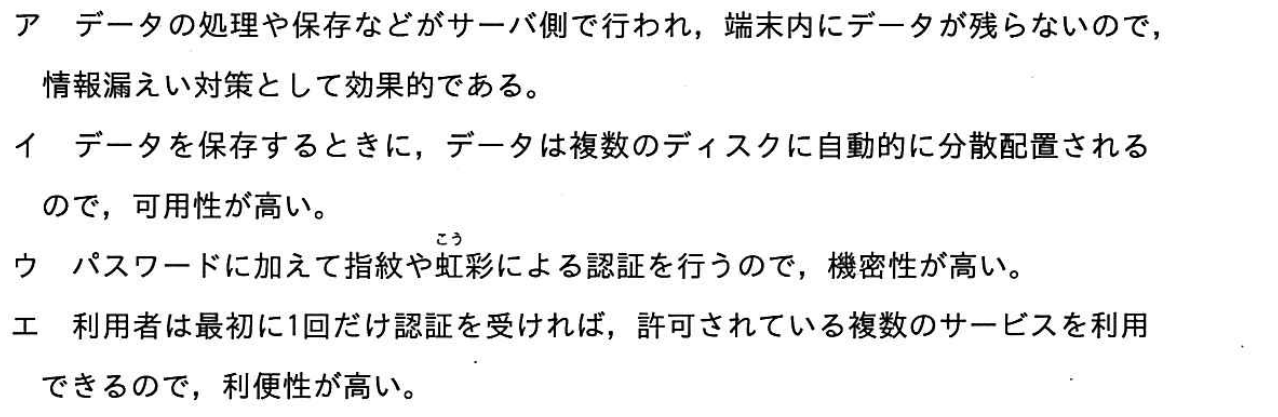 ア　データの処理や保存などがサーバ側で行われ，端末内にデータが残らないので，
情報漏えい対策として効果的である。
イ　データを保存するときに，データは複数のディスクに自動的に分散配置される
ので，可用性が高い。
こう
ウ　パスワードに加えて指紋や虹彩による認証を行うので，機密性が高い。
エ　利用者は最初に1回だけ認証を受ければ，許可されている複数のサービスを利用
できるので，利便性が高い。